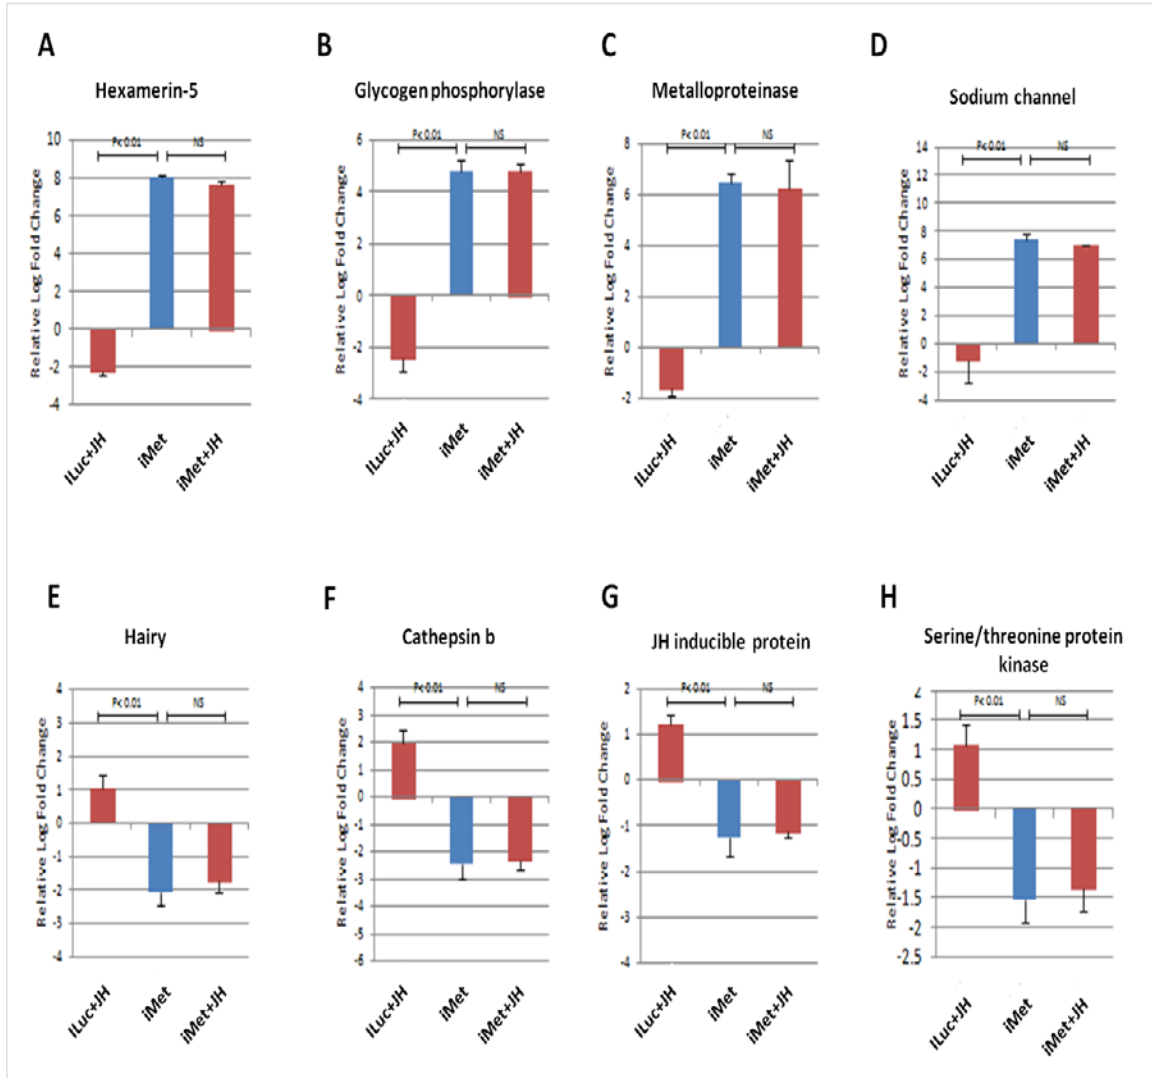 A
Hexamerin-5
P< 0.01
NS
10
8
6
4
2
0
-2
-4
Relative Log Fold Change
ILuc+JH
iMet
iMet+JH
B
Glycogen phosphorylase
P< 0.01
NS
6
4
2
0
-2
-4
Relative Log Fold Change
ILuc+JH
iMet
iMet+JH
C
Metalloproteinase
P< 0.01
NS
8
6
4
2
0
-2
Relative Log Fold Change
ILuc+JH
iMet
iMet+JH
D
Sodium channel
P< 0.01
NS
14
12
10
8
6
4
2
0
-2
-4
Relative Log Fold Change
ILuc+JH
iMet
iMet+JH
E
Hairy
P< 0.01
NS
4
3
2
1
0
-1
-2
-3
-4
Relative Log Fold Change
ILuc+JH
iMet
iMet+JH
F
Cathepsin b
P< 0.01
NS
4
3
2
1
0
-1
-2
-3
-4
-5
-6
Relative Log Fold Change
ILuc+JH
iMet
iMet+JH
G
JH inducible protein
P< 0.01
NS
2
1
0
-1
-2
-3
-4
Relative Log Fold Change
ILuc+JH
iMet
iMet+JH
H
Serine/threonine protein
kinase
P< 0.01
NS
2
1.5
1
0.5
0
-0.5
-1
-1.5
-2
-2.5
Relative Log Fold Change
ILuc+JH
iMet
iMet+JH